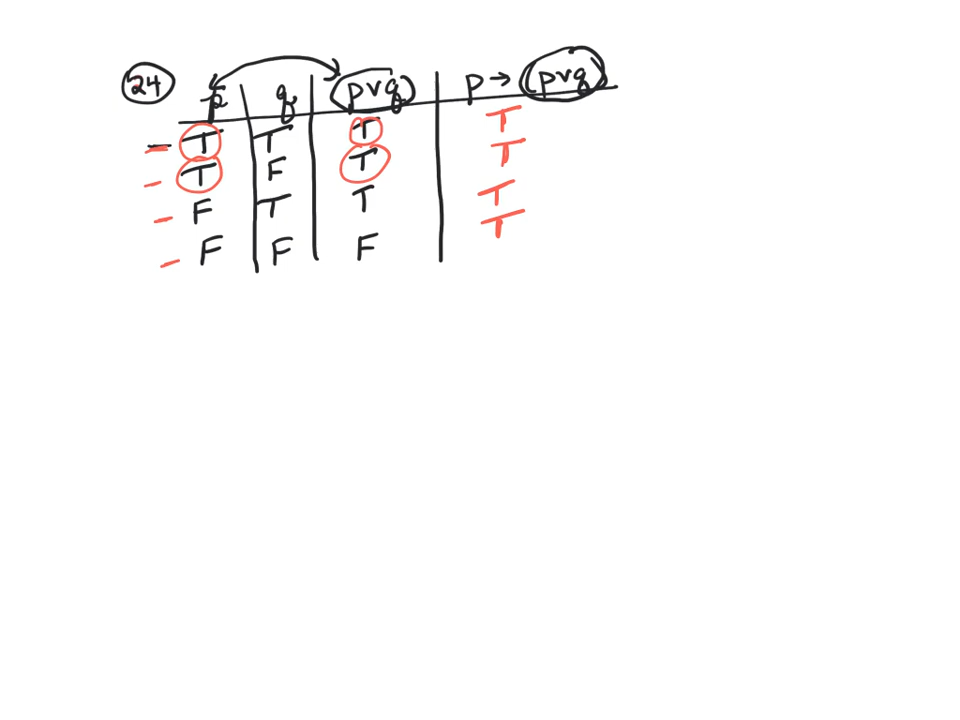 24 p q (p∨q) p → (p∨q)
T T T T
T F T T
F T T T
F F F T